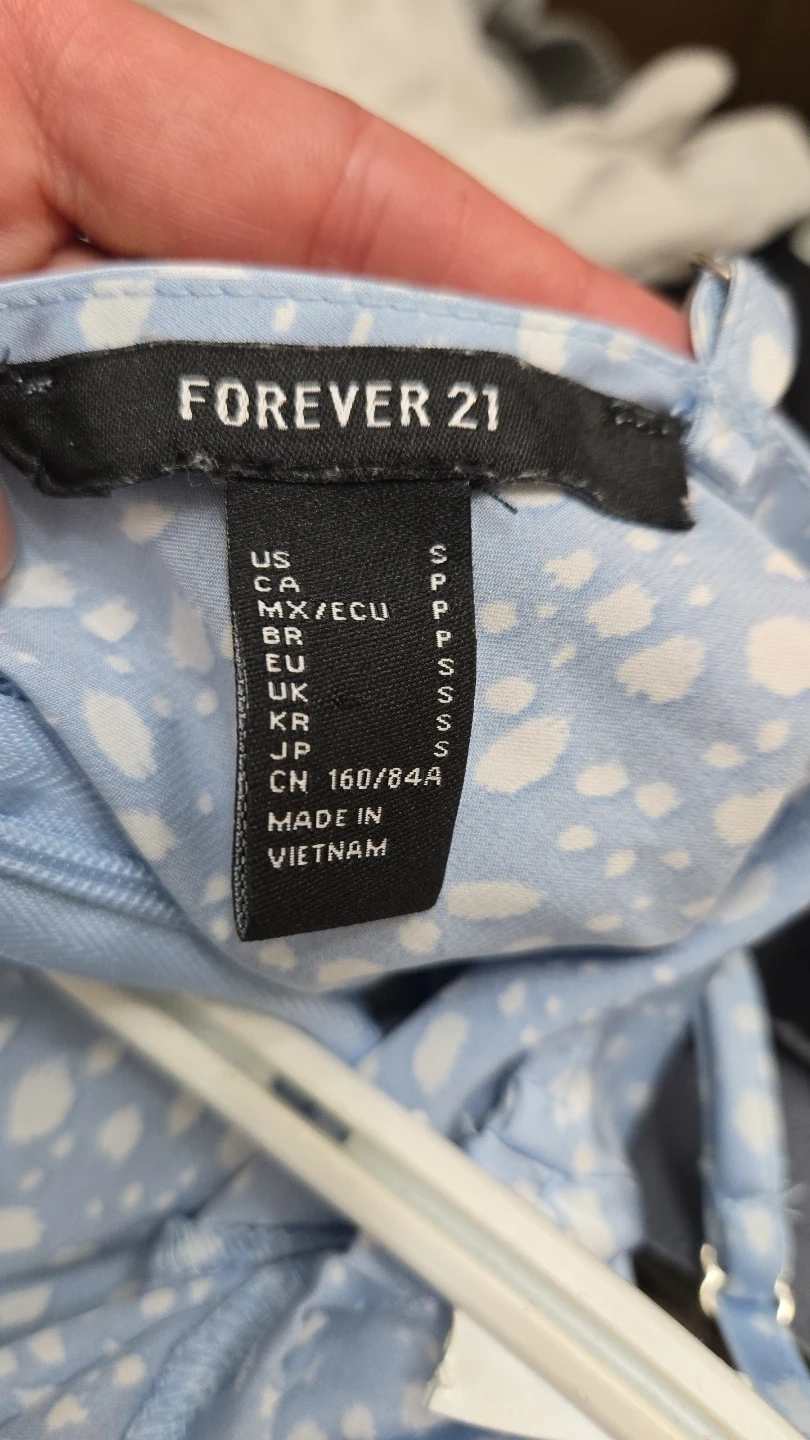 FOREVER 21
US S
CA P
MX/ECU P
BR P
EU S
UK S
KR S
JP S
CN 160/84A
MADE IN
VIETNAM